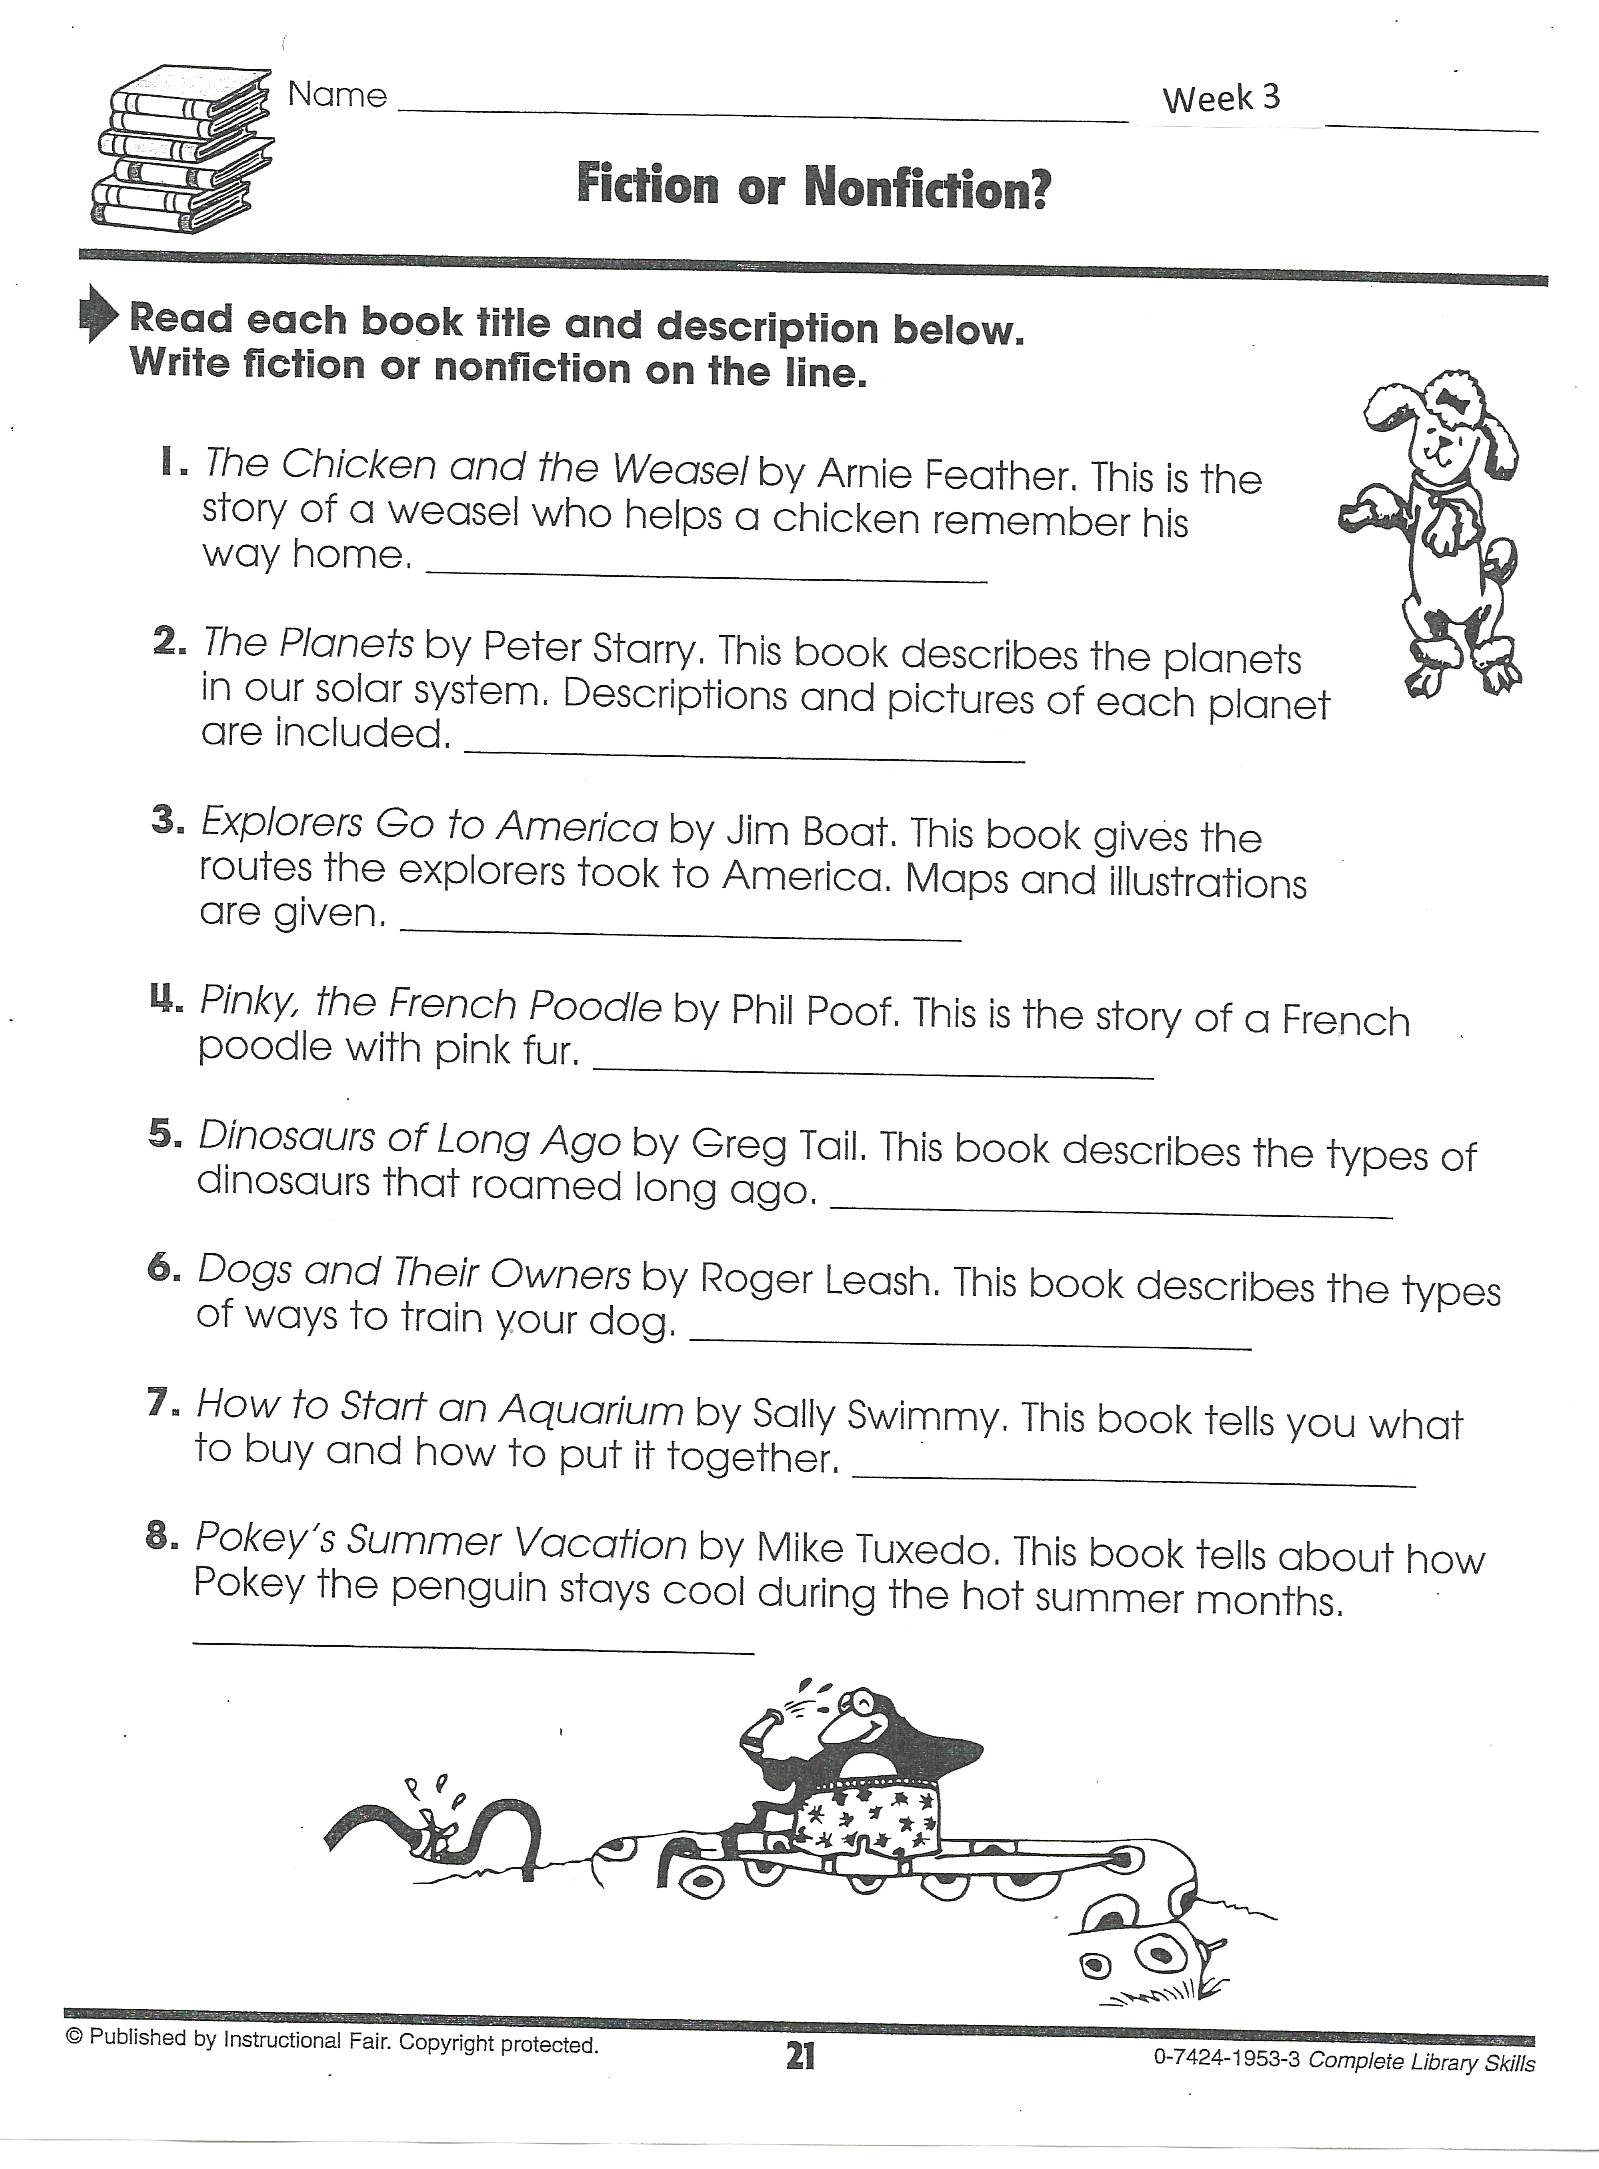 Name Week 3
Fiction or Nonfiction?
Read each book title and description below.
Write fiction or nonfiction on the line.
1. The Chicken and the Weasel by Arnie Feather. This is the
story of a weasel who helps a chicken remember his
way home.
2. The Planets by Peter Starry. This book describes the planets
in our solar system. Descriptions and pictures of each planet
are included.
3. Explorers Go to America by Jim Boat. This book gives the
routes the explorers took to America. Maps and illustrations
are given.
4. Pinky, the French Poodle by Phil Poof. This is the story of a French
poodle with pink fur.
5. Dinosaurs of Long Ago by Greg Tail. This book describes the types of
dinosaurs that roamed long ago.
6. Dogs and Their Owners by Roger Leash. This book describes the types
of ways to train your dog.
7. How to Start an Aquarium by Sally Swimmy. This book tells you what
to buy and how to put it together.
8. Pokey's Summer Vacation by Mike Tuxedo. This book tells about how
Pokey the penguin stays cool during the hot summer months.
© Published by Instructional Fair. Copyright protected. 21 0-7424-1953-3 Complete Library Skills